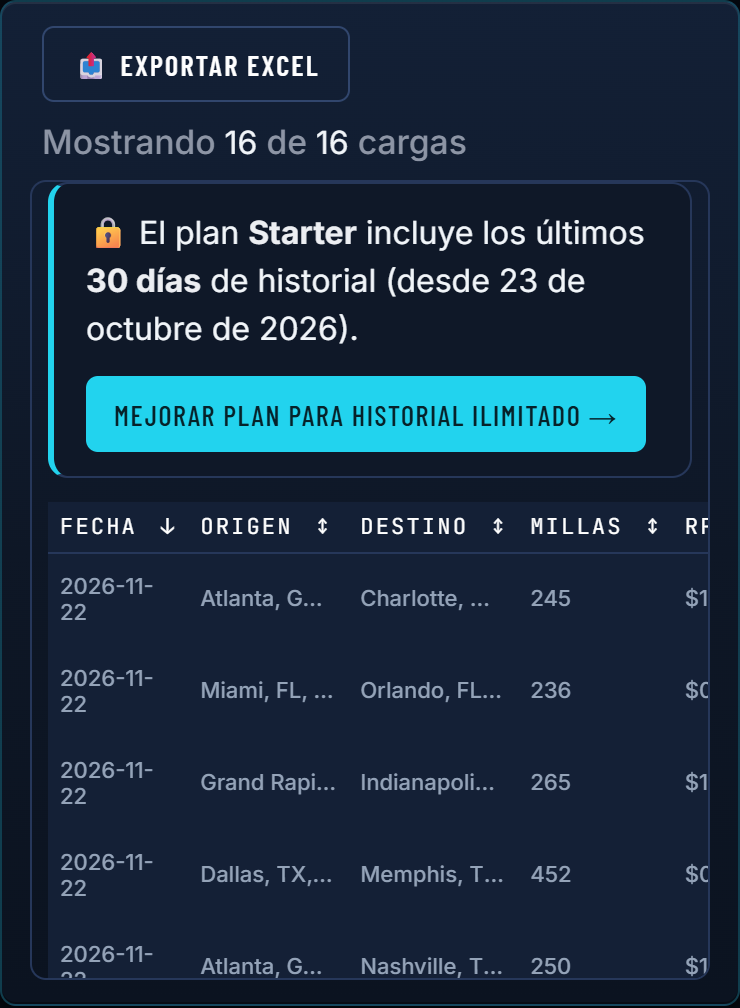 EXPORTAR EXCEL
Mostrando 16 de 16 cargas
El plan Starter incluye los últimos
30 días de historial (desde 23 de
octubre de 2026).
MEJORAR PLAN PARA HISTORIAL ILIMITADO →
FECHA ↓ ORIGEN ↕ DESTINO ↕ MILLAS ↕
2026-11-
22 Atlanta, G... Charlotte, ... 245
2026-11-
22 Miami, FL, ... Orlando, FL... 236
2026-11-
22 Grand Rapi... Indianapoli... 265
2026-11-
22 Dallas, TX,... Memphis, T... 452
2026-11-
22 Atlanta, G... Nashville, T... 250